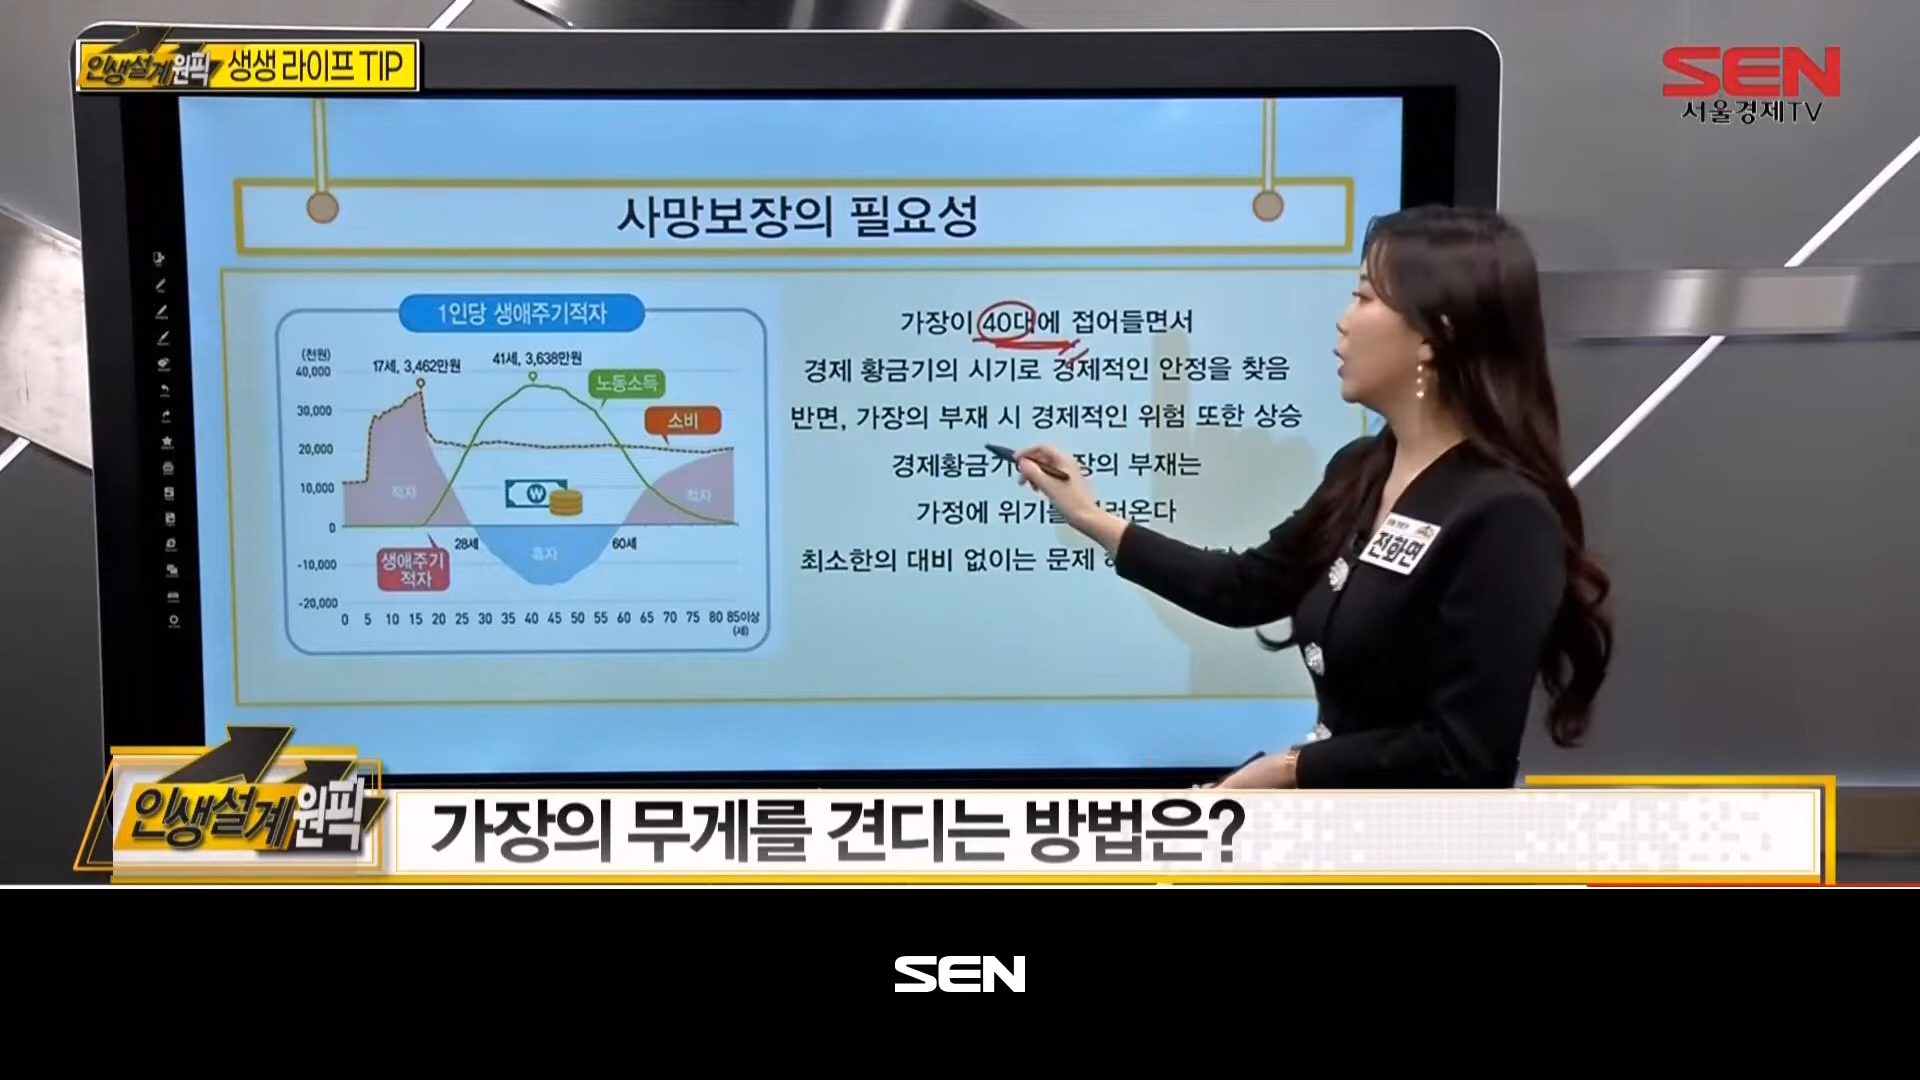 인생설계원픽 생생 라이프 TIP
SEN
서울경제TV
사망보장의 필요성
1인당 생애주기적자
(천원)
17세, 3,462만원
41세, 3,638만원
노동소득
소비
40,000
30,000
20,000
10,000
0
-10,000
-20,000
적자
적자
흑자
28세
60세
생애주기
적자
0 5 10 15 20 25 30 35 40 45 50 55 60 65 70 75 80 85이상
(세)
가장이 40대에 접어들면서
경제 황금기의 시기로 경제적인 안정을 찾음
반면, 가장의 부재 시 경제적인 위험 또한 상승
경제황금기 장의 부재는
가정에 위기를 러온다
최소한의 대비 없이는 문제
전화연
인생설계원픽
가장의 무게를 견디는 방법은?
SEN